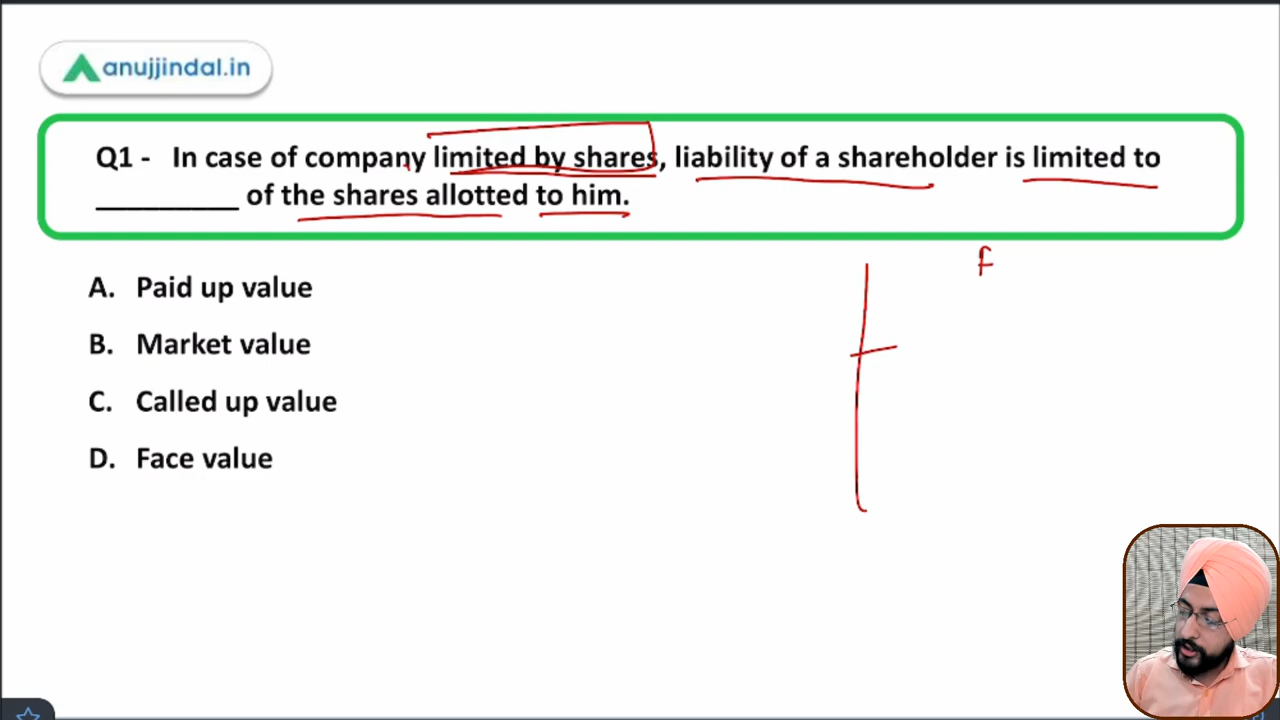 anujjindal.in
Q1 - In case of company limited by shares, liability of a shareholder is limited to
_________ of the shares allotted to him.
F
A. Paid up value
B. Market value
C. Called up value
D. Face value